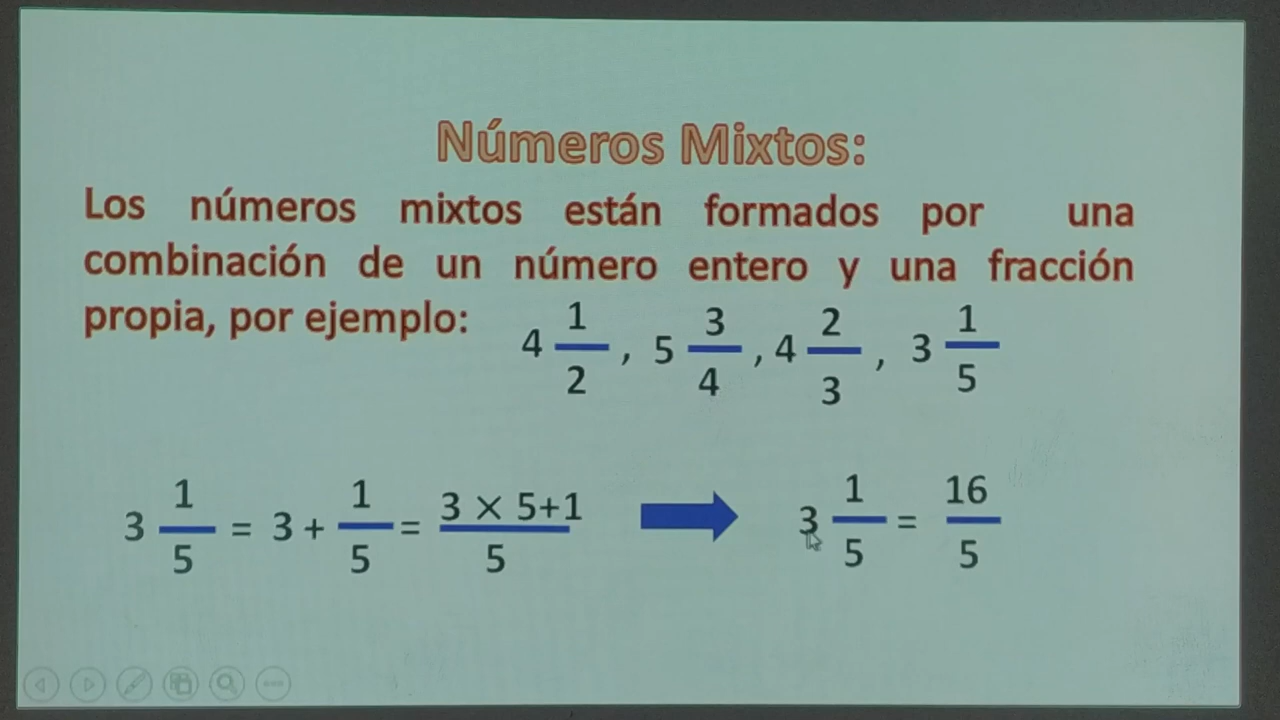 Números Mixtos:
Los números mixtos están formados por una
combinación de un número entero y una fracción
propia, por ejemplo: 4 1/2 , 5 3/4 , 4 2/3 , 3 1/5
3 1/5 = 3 + 1/5 = 3 × 5+1/5 3 1/5 = 16/5